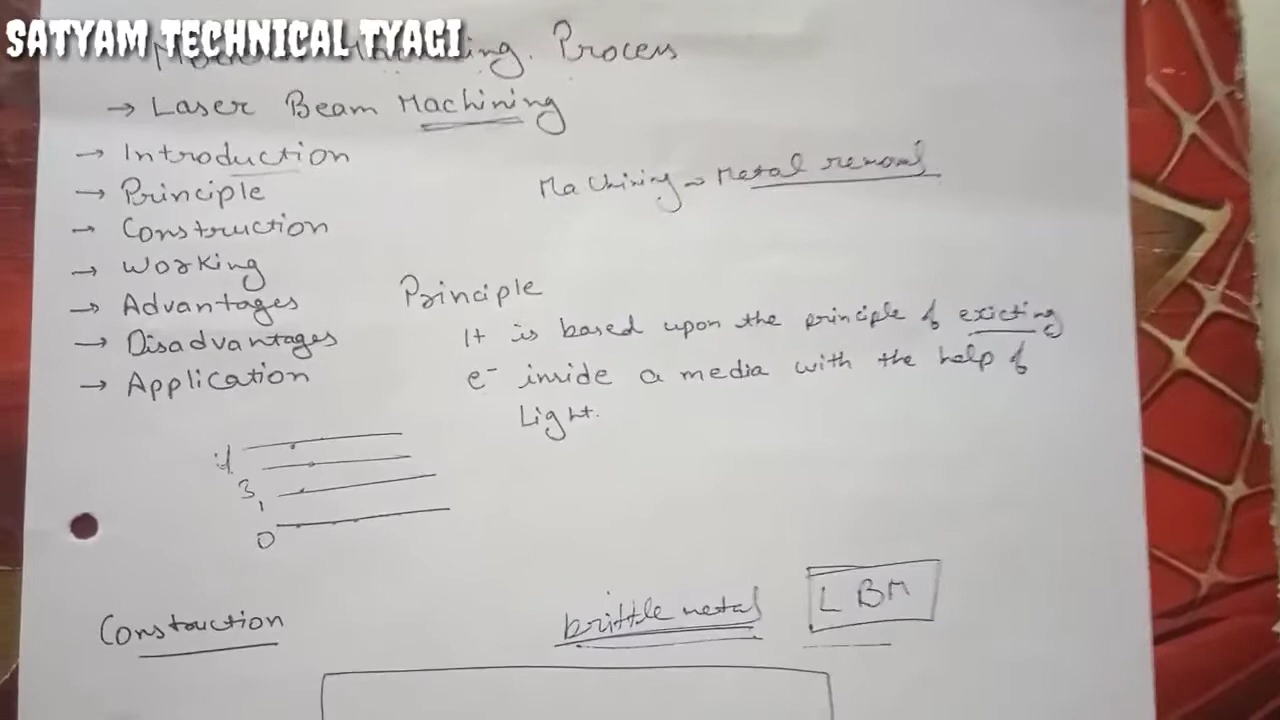 SATYAM TECHNICAL TYAGI
Process
→ Laser Beam Machining
→ Introduction
→ Principle
→ Construction
→ Working
→ Advantages
→ Disadvantages
→ Application
Machining → Metal removal
Principle
It is based upon the principle of exicting
e⁻ inside a media with the help of
Light.
4
3
1
0
Construction
brittle metal
LBM